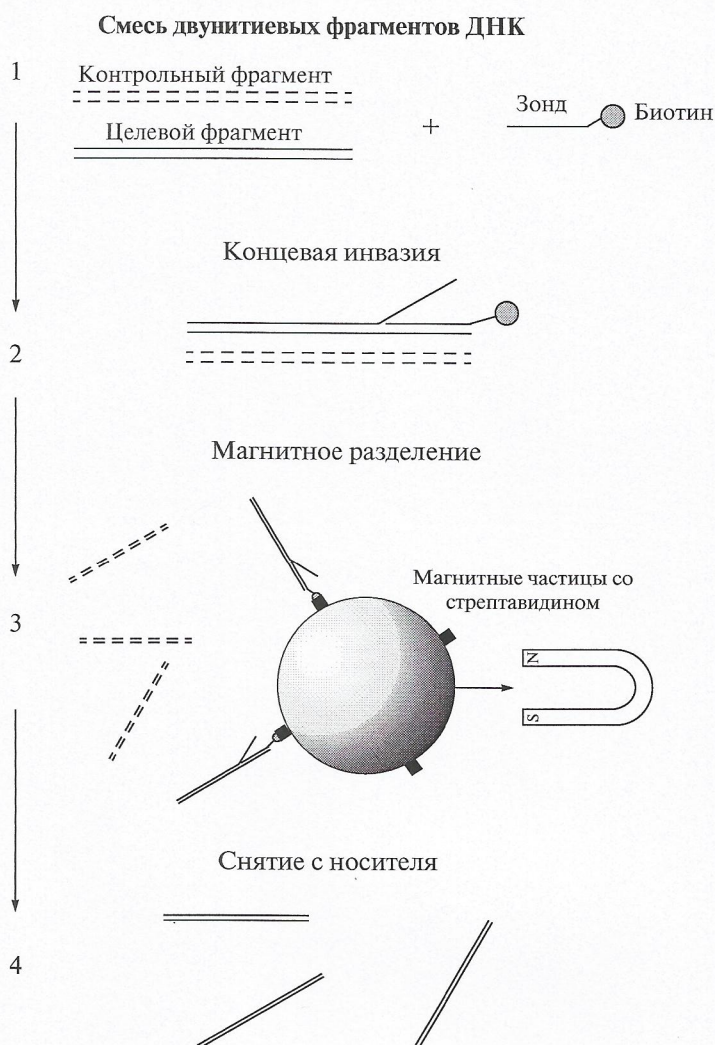 Смесь двунитиевых фрагментов ДНК
1
Контрольный фрагмент
Целевой фрагмент
+
Зонд
Биотин
Концевая инвазия
2
Магнитное разделение
3
Магнитные частицы со
стрептавидином
N
S
Снятие с носителя
4